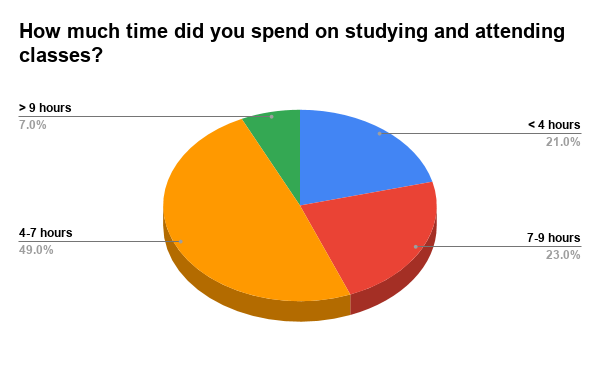 How much time did you spend on studying and attending
classes?
> 9 hours
7.0%
< 4 hours
21.0%
4-7 hours
49.0%
7-9 hours
23.0%